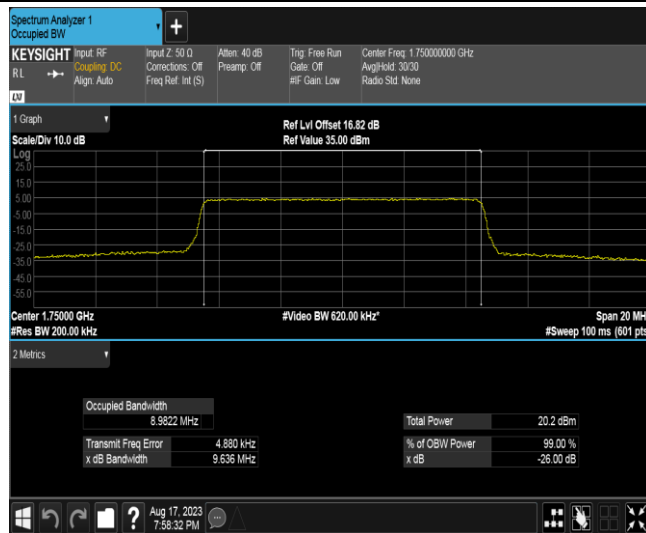 Spectrum Analyzer 1
Occupied BW
+
KEYSIGHT
RL
LXI
Input: RF
Coupling: DC
Align: Auto
Input Z: 50 Ω
Corrections: Off
Freq Ref: Int (S)
Atten: 40 dB
Preamp: Off
Trig: Free Run
Gate: Off
#IF Gain: Low
Center Freq: 1.750000000 GHz
Avg|Hold: 30/30
Radio Std: None
1 Graph
Scale/Div 10.0 dB
Ref Lvl Offset 16.82 dB
Ref Value 35.00 dBm
Log
25.0
15.0
5.00
-5.00
-15.0
-25.0
-35.0
-45.0
-55.0
Center 1.75000 GHz
#Res BW 200.00 kHz
#Video BW 620.00 kHz*
Span 20 MH
#Sweep 100 ms (601 pts
2 Metrics
Occupied Bandwidth
8.9822 MHz
Transmit Freq Error 4.880 kHz
x dB Bandwidth 9.636 MHz
Total Power 20.2 dBm
% of OBW Power 99.00 %
x dB -26.00 dB
?
Aug 17, 2023
7:58:32 PM